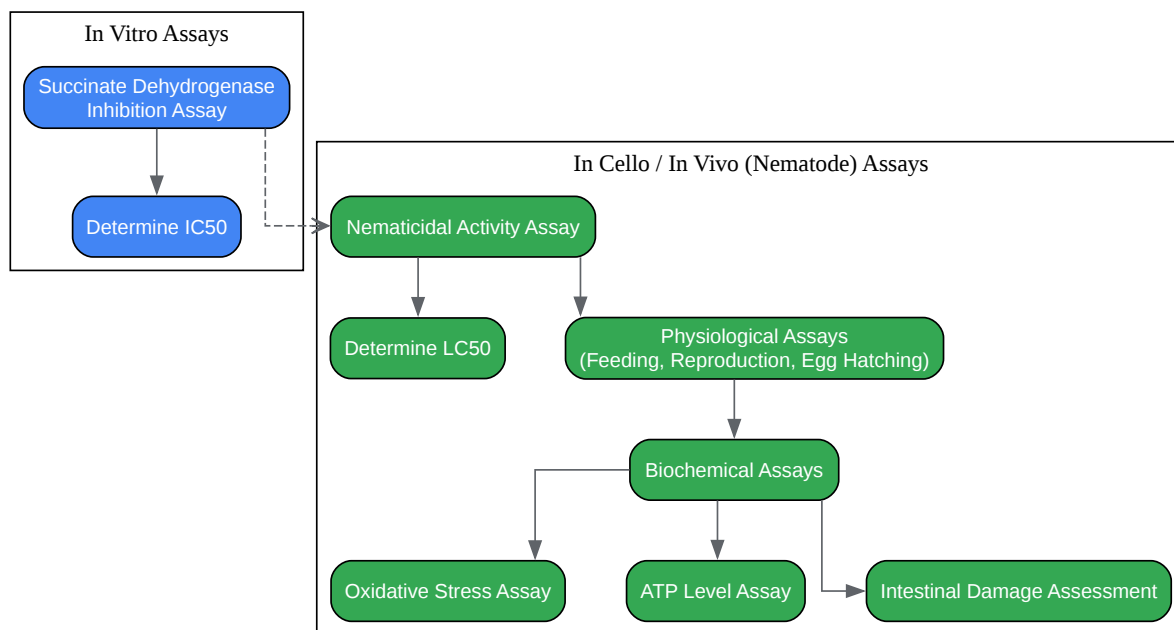 In Vitro Assays
Succinate Dehydrogenase
Inhibition Assay
Determine IC50
In Cello / In Vivo (Nematode) Assays
Nematicidal Activity Assay
Determine LC50
Physiological Assays
(Feeding, Reproduction, Egg Hatching)
Biochemical Assays
Oxidative Stress Assay
ATP Level Assay
Intestinal Damage Assessment